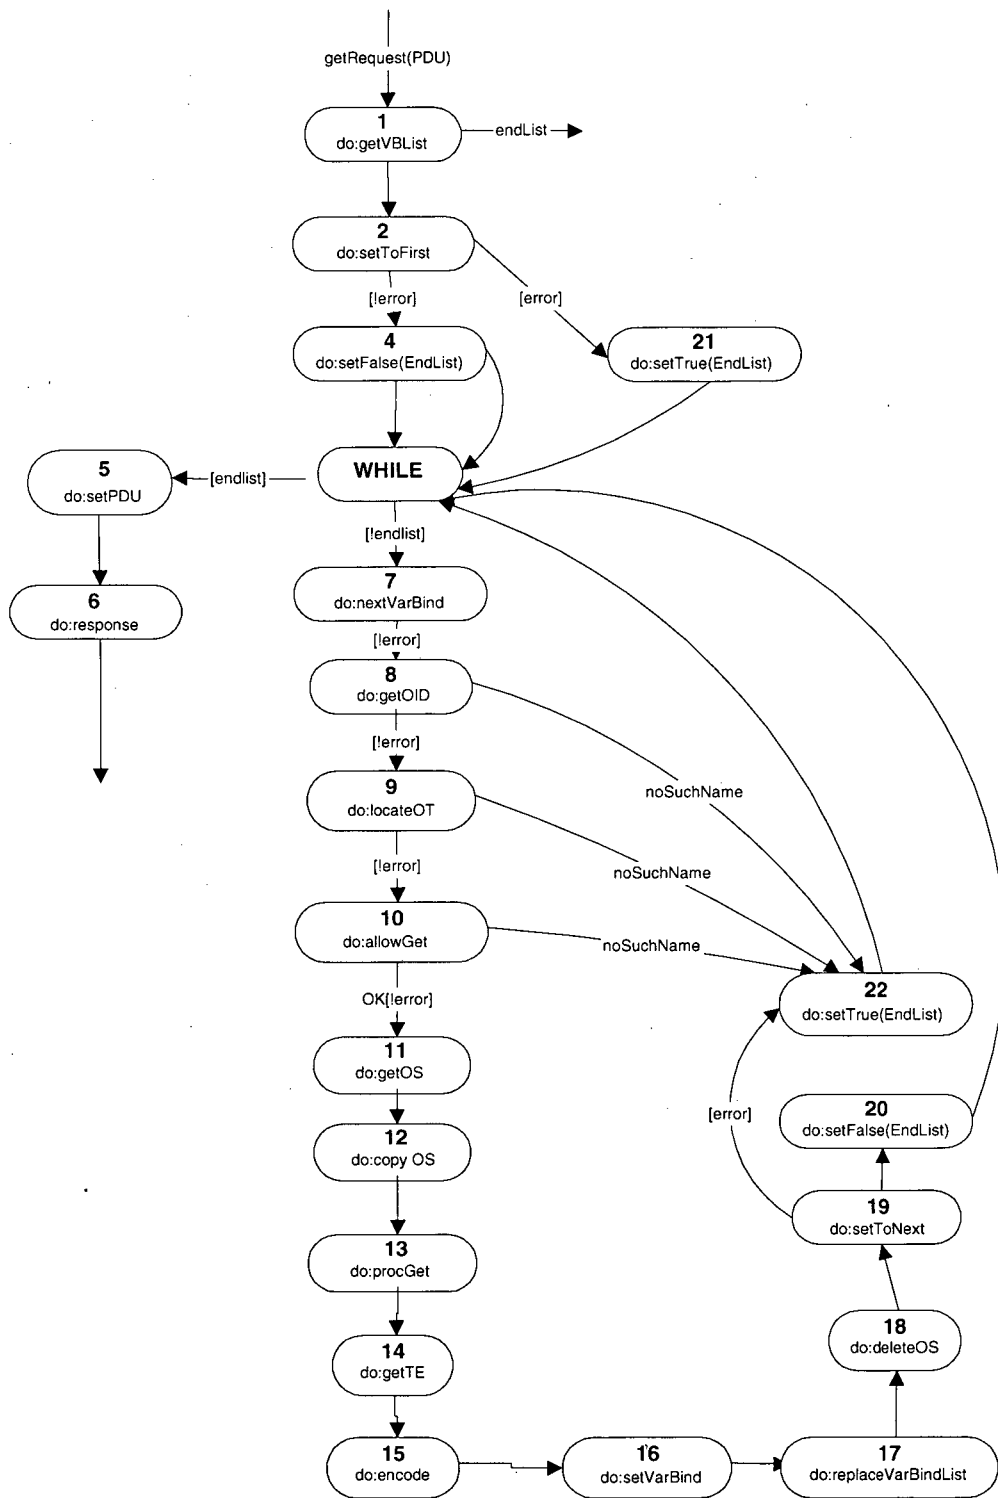 getRequest(PDU)
1
do:getVBList
endList
2
do:setToFirst
[!error]
[error]
4
do:setFalse(EndList)
21
do:setTrue(EndList)
WHILE
5
do:setPDU
[endlist]
[!endlist]
6
do:response
7
do:nextVarBind
[!error]
8
do:getOID
[!error]
noSuchName
9
do:locateOT
[!error]
noSuchName
10
do:allowGet
noSuchName
OK[!error]
22
do:setTrue(EndList)
11
do:getOS
[error]
20
do:setFalse(EndList)
12
do:copy OS
19
do:setToNext
13
do:procGet
18
do:deleteOS
14
do:getTE
15
do:encode
16
do:setVarBind
17
do:replaceVarBindList